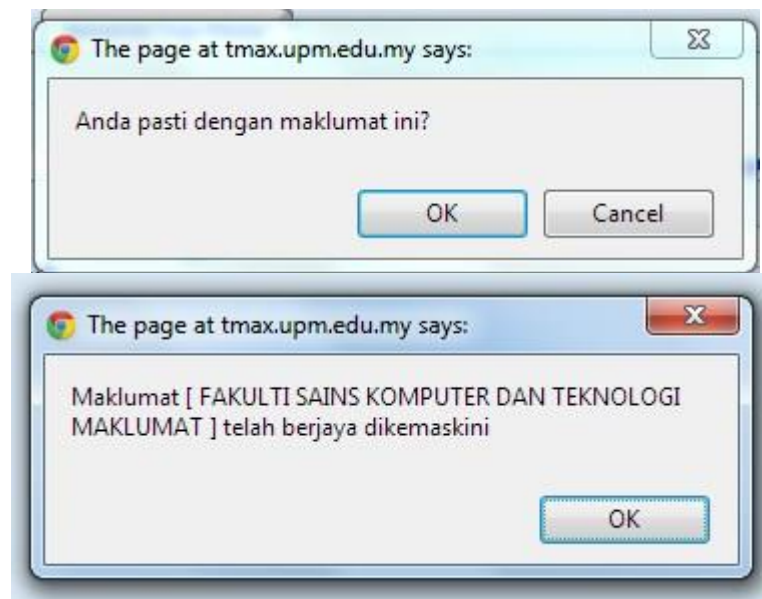 The page at tmax.upm.edu.my says:
Anda pasti dengan maklumat ini?
OK
Cancel
The page at tmax.upm.edu.my says:
Maklumat [ FAKULTI SAINS KOMPUTER DAN TEKNOLOGI
MAKLUMAT ] telah berjaya dikemaskini
OK